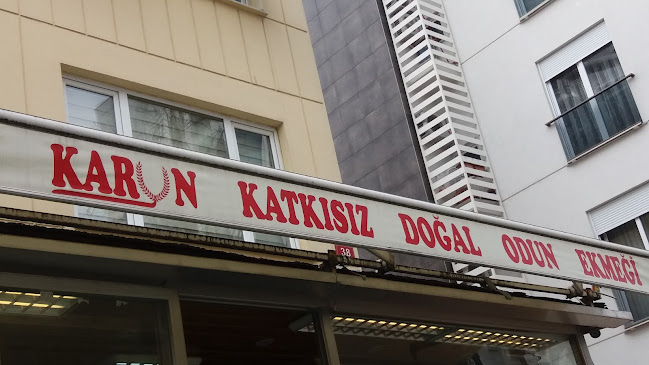 KARUN KATKISIZ DOĞAL ODUN EKMEĞİ
38